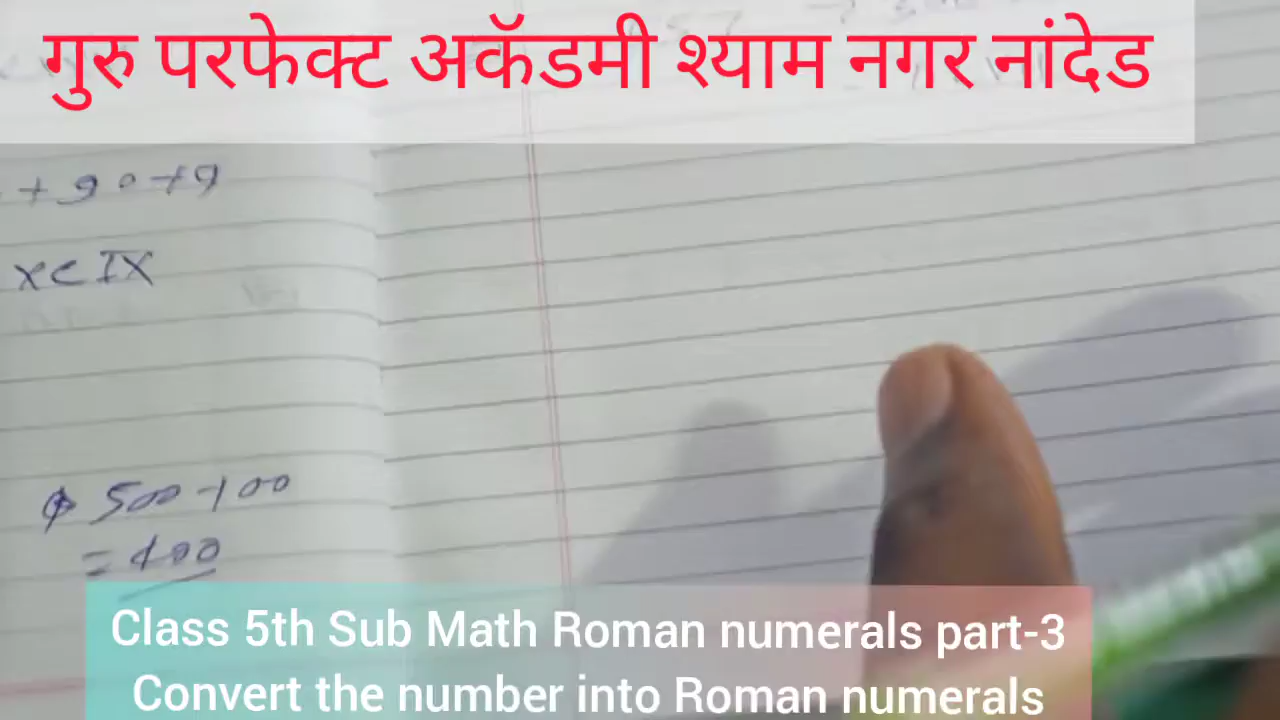 गुरु परफेक्ट अकॅडमी श्याम नगर नांदेड
+ 90+9
XCIX
500-100
= 400
Class 5th Sub Math Roman numerals part-3
Convert the number into Roman numerals